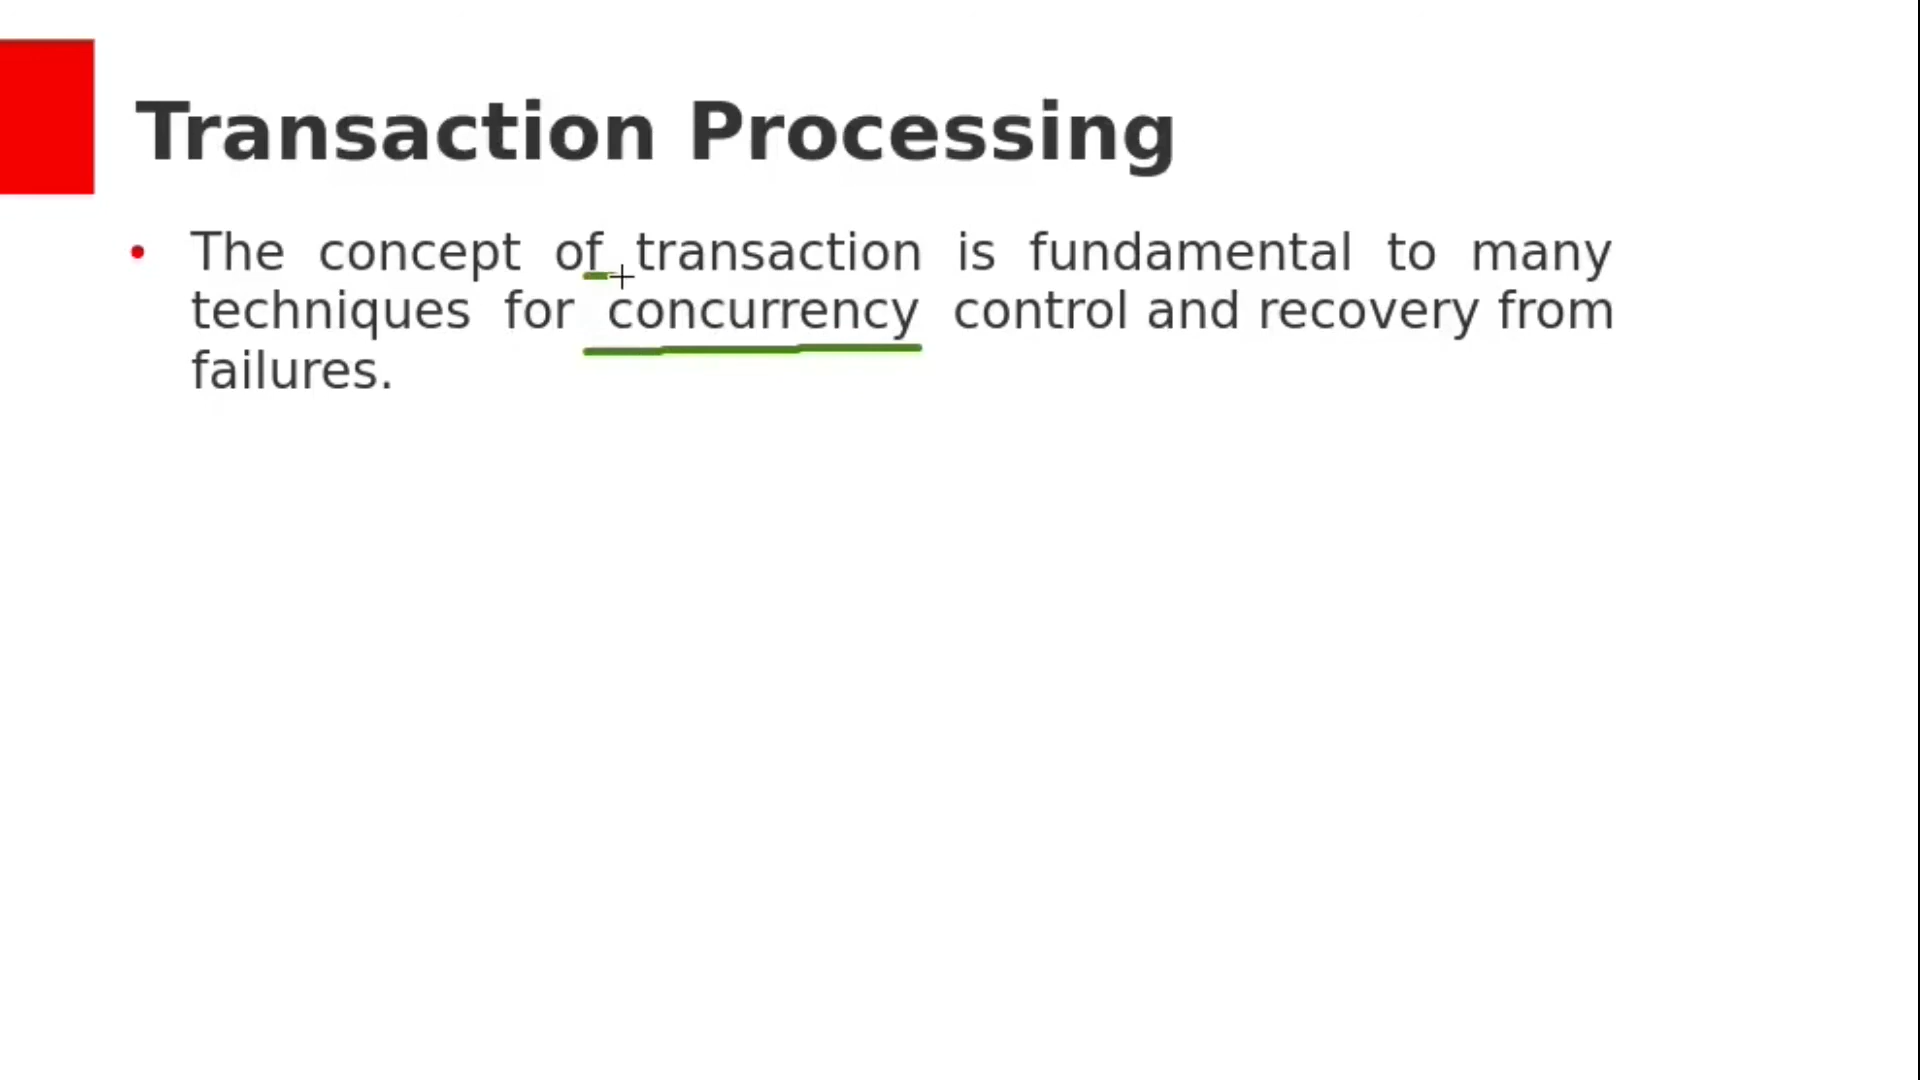 Transaction Processing
• The concept of transaction is fundamental to many
techniques for concurrency control and recovery from
failures.